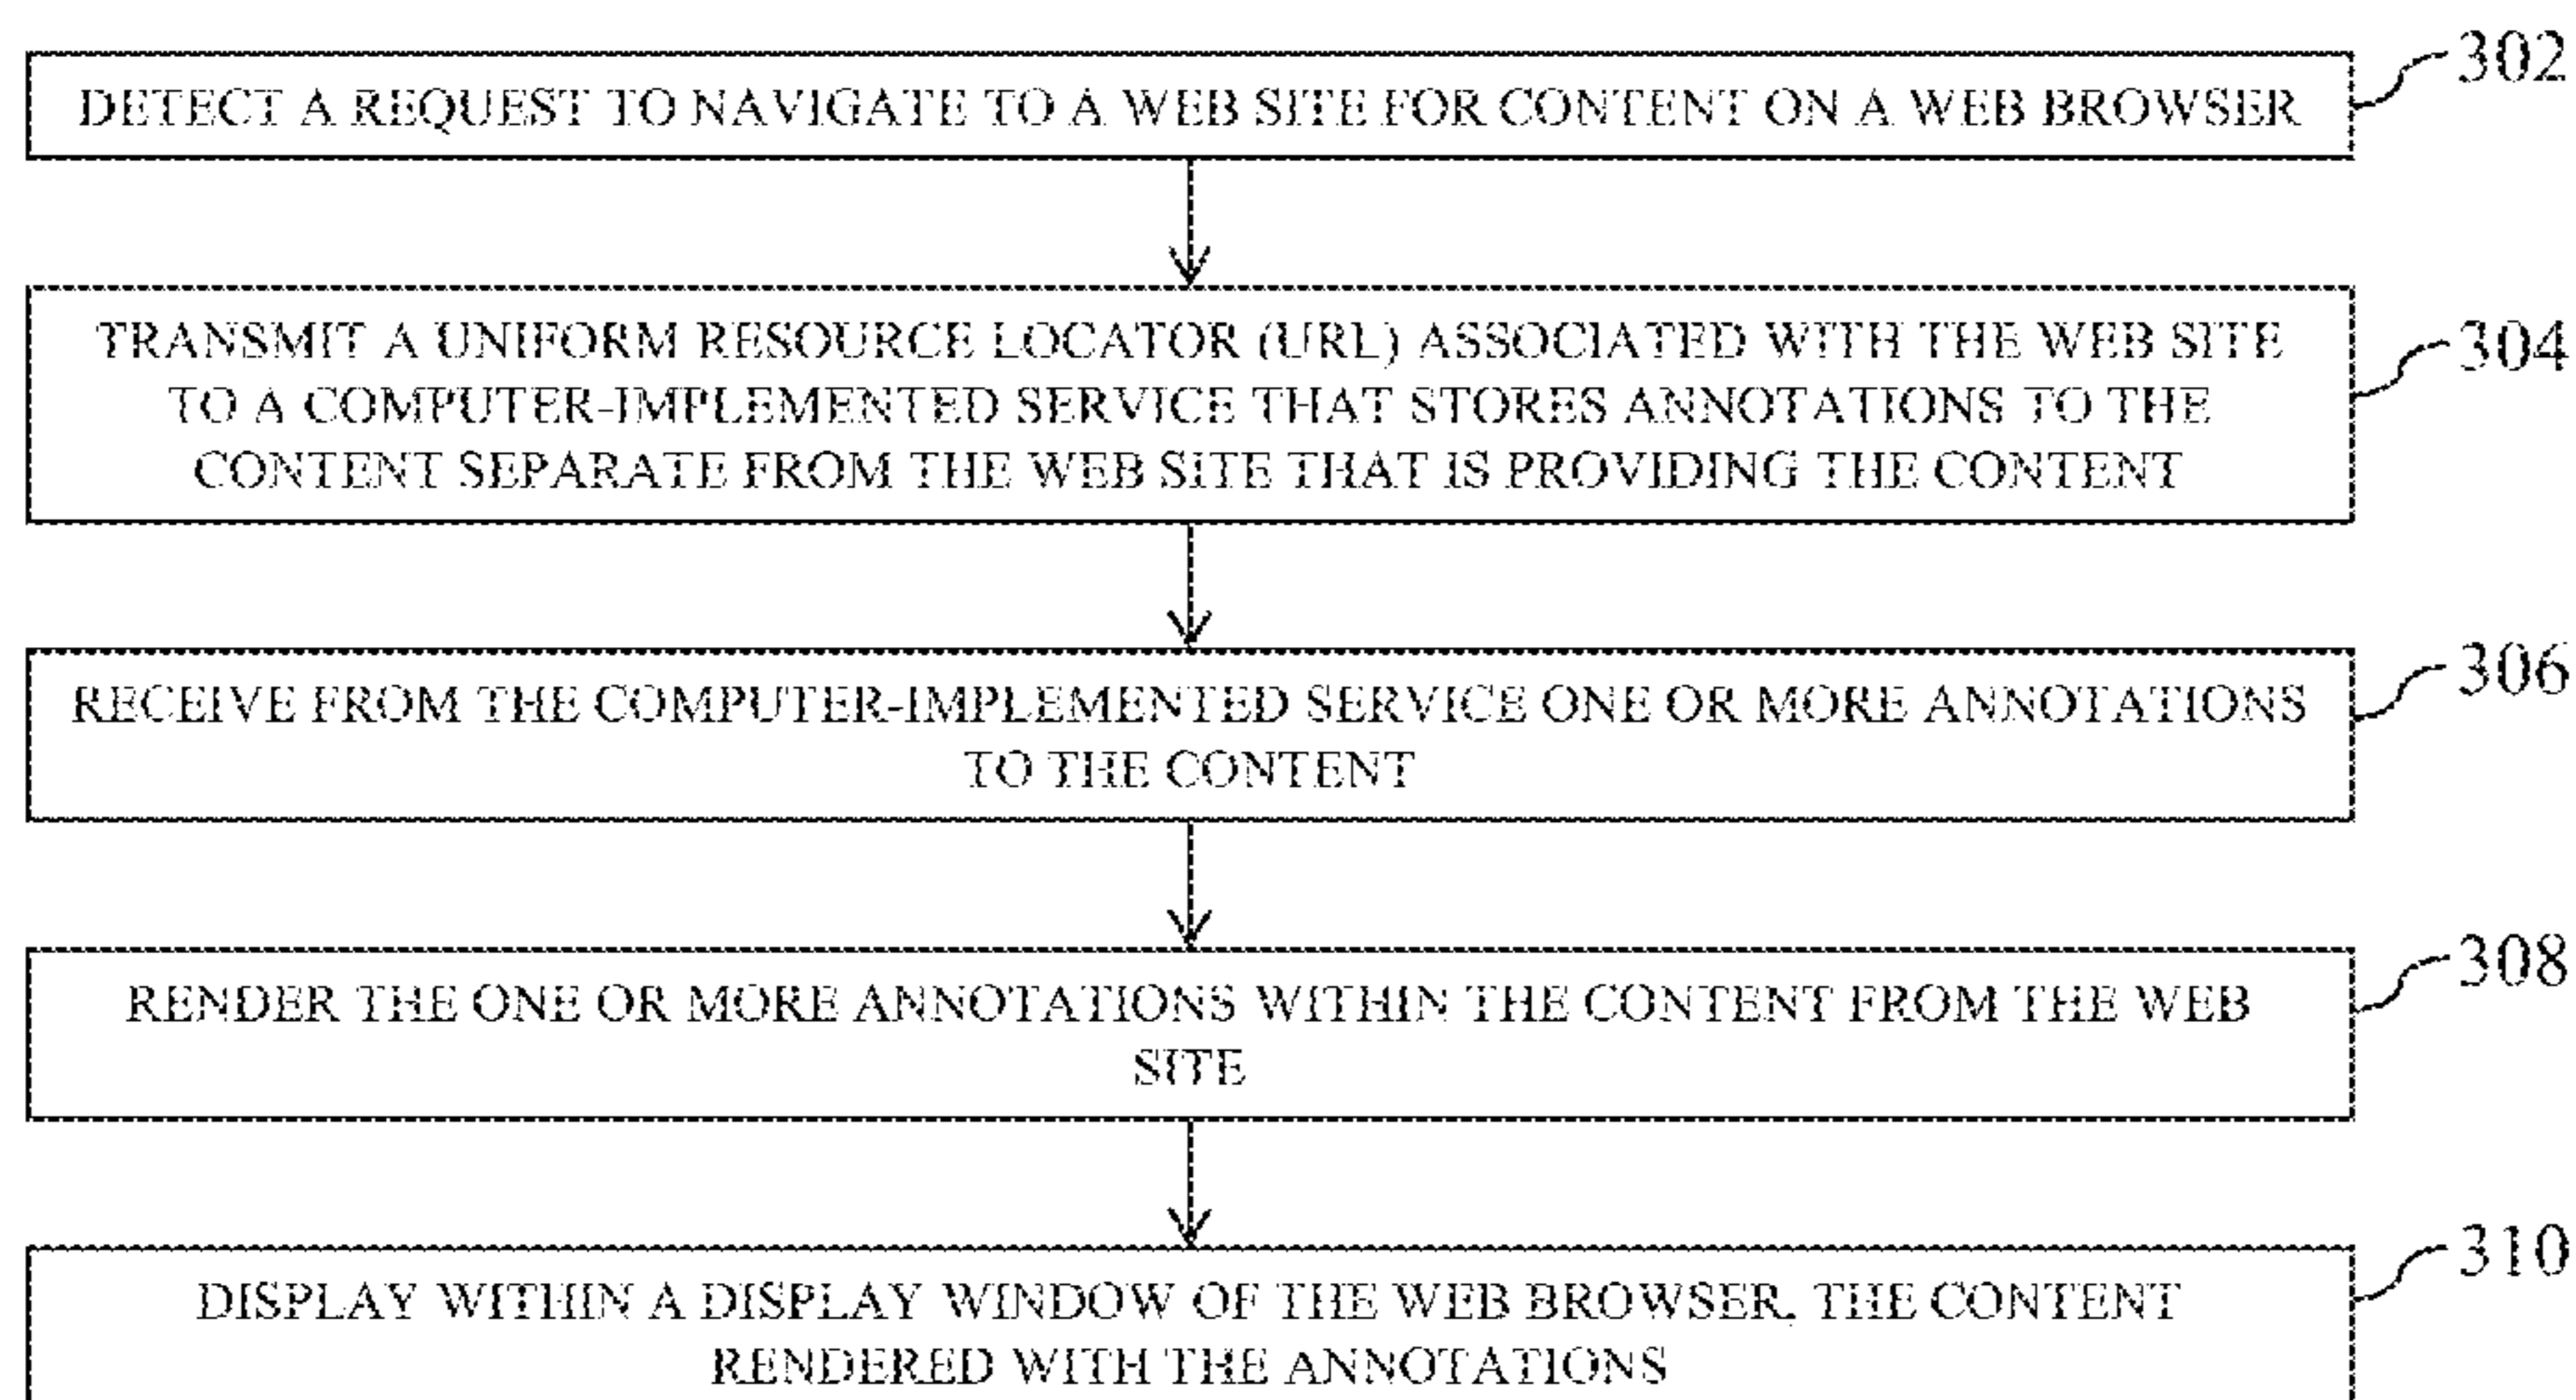 DETECT A REQUEST TO NAVIGATE TO A WEB SITE FOR CONTENT ON A WEB BROWSER
302
TRANSMIT A UNIFORM RESOURCE LOCATOR (URL) ASSOCIATED WITH THE WEB SITE
TO A COMPUTER-IMPLEMENTED SERVICE THAT STORES ANNOTATIONS TO THE
CONTENT SEPARATE FROM THE WEB SITE THAT IS PROVIDING THE CONTENT
304
RECEIVE FROM THE COMPUTER-IMPLEMENTED SERVICE ONE OR MORE ANNOTATIONS
TO THE CONTENT
306
RENDER THE ONE OR MORE ANNOTATIONS WITHIN THE CONTENT FROM THE WEB
SITE
308
DISPLAY WITHIN A DISPLAY WINDOW OF THE WEB BROWSER, THE CONTENT
RENDERED WITH THE ANNOTATIONS
310